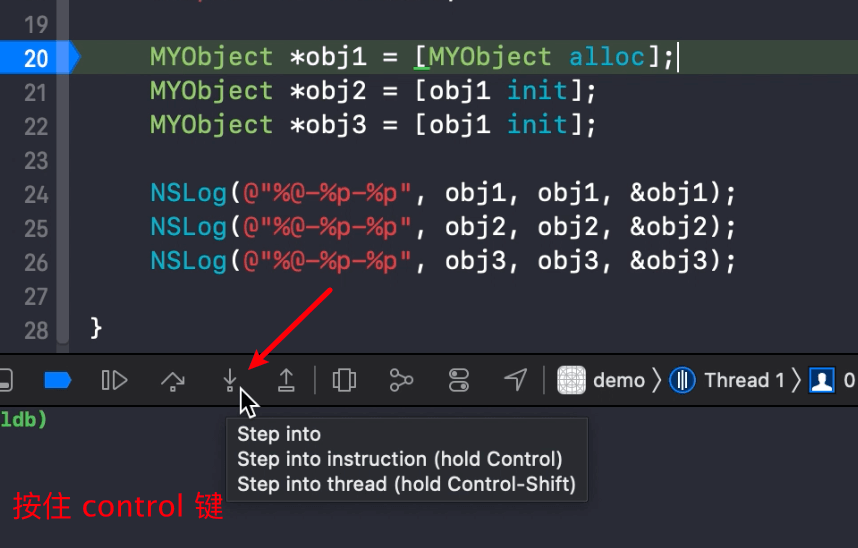 19
20 MYObject *obj1 = [MYObject alloc];
21 MYObject *obj2 = [obj1 init];
22 MYObject *obj3 = [obj1 init];
23
24 NSLog(@"%@-%p-%p", obj1, obj1, &obj1);
25 NSLog(@"%@-%p-%p", obj2, obj2, &obj2);
26 NSLog(@"%@-%p-%p", obj3, obj3, &obj3);
27
28 }
demo Thread 1 0
ldb)
Step into
Step into instruction (hold Control)
Step into thread (hold Control-Shift)
按住 control 键